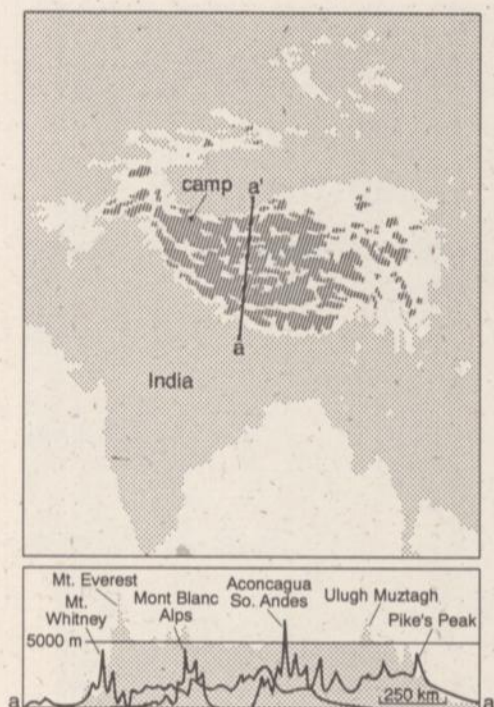 camp
a'
a
India
Mt. Everest
Mt.
Whitney
Mont Blanc
Alps
Aconcagua
So. Andes
Ulugh Muztagh
Pike's Peak
5000 m
250 km
a
a